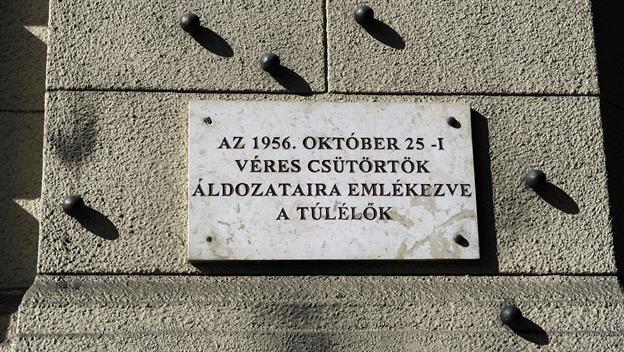 AZ 1956. OKTÓBER 25 -I
VÉRES CSÜTÖRTÖK
ÁLDOZATAIRA EMLÉKEZVE
A TÚLÉLŐK